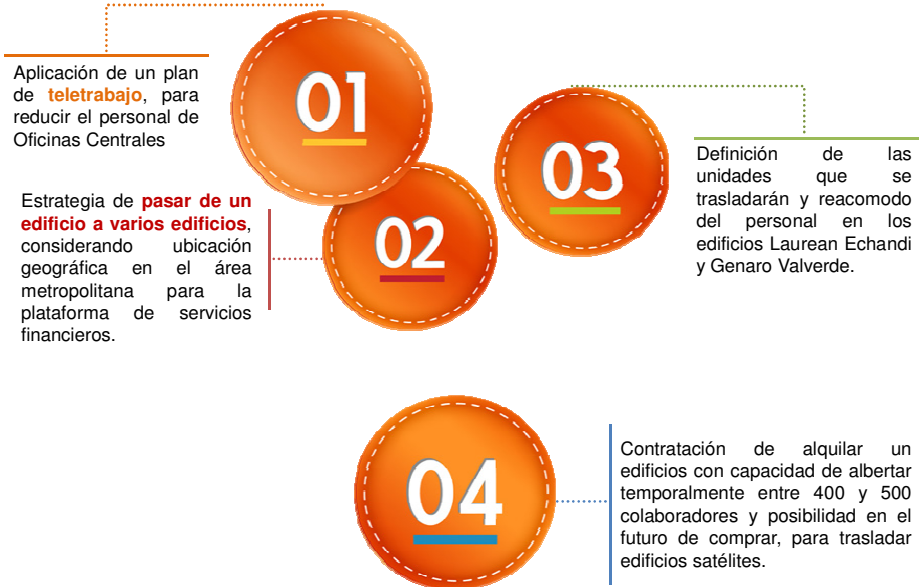 01
Aplicación de un plan
de teletrabajo, para
reducir el personal de
Oficinas Centrales
02
Estrategia de pasar de un
edificio a varios edificios,
considerando ubicación
geográfica en el área
metropolitana para la
plataforma de servicios
financieros.
03
Definición de las
unidades que se
trasladarán y reacomodo
del personal en los
edificios Laurean Echandi
y Genaro Valverde.
04
Contratación de alquilar un
edificios con capacidad de albertar
temporalmente entre 400 y 500
colaboradores y posibilidad en el
futuro de comprar, para trasladar
edificios satélites.